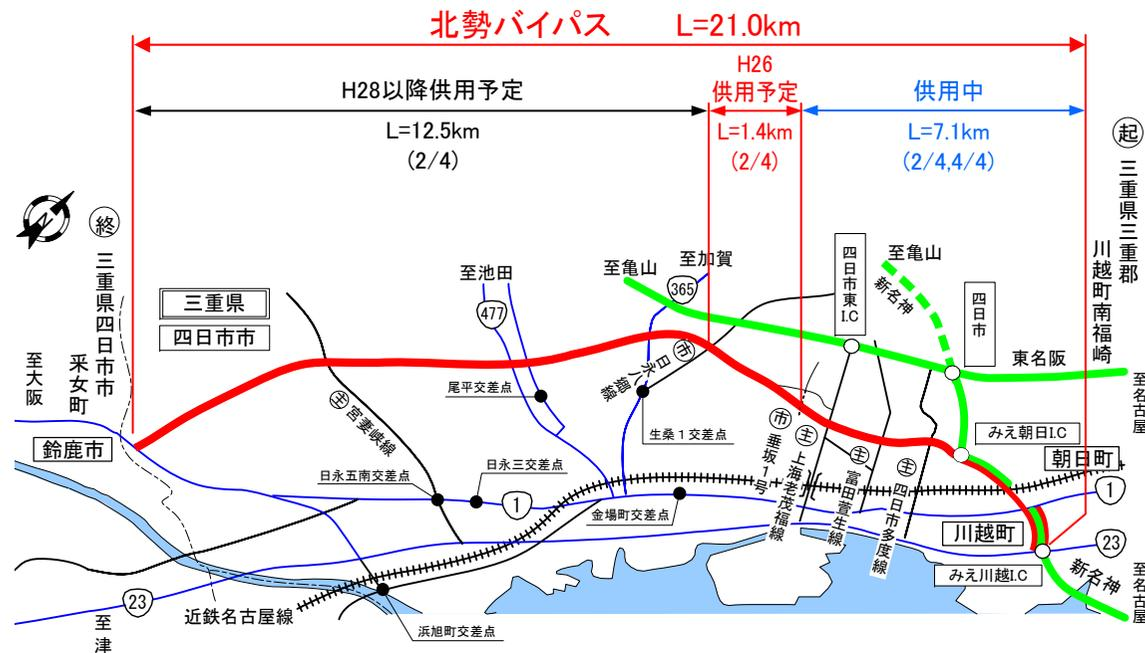 北勢バイパス L=21.0km
H28以降供用予定
L=12.5km
(2/4)
H26
供用予定
L=1.4km
(2/4)
供用中
L=7.1km
(2/4,4/4)
起
三重県三重郡
川越町南福崎
終
三重県四日市市
采女町
N
三重県
四日市市
至大阪
鈴鹿市
至池田
477
至亀山
至加賀
365
四日市東I.C
至亀山
新名神
四日市
東名阪
至名古屋
尾平交差点
市
日永八郷線
生桑1交差点
主 宮妻峡線
日永五南交差点
日永三交差点
1
金場町交差点
市 垂坂1号
主 上海老茂福線
主 富田萱生線
主 四日市多度線
みえ朝日I.C
朝日町
1
川越町
23
みえ川越I.C
新名神
至名古屋
23
至津
近鉄名古屋線
浜旭町交差点